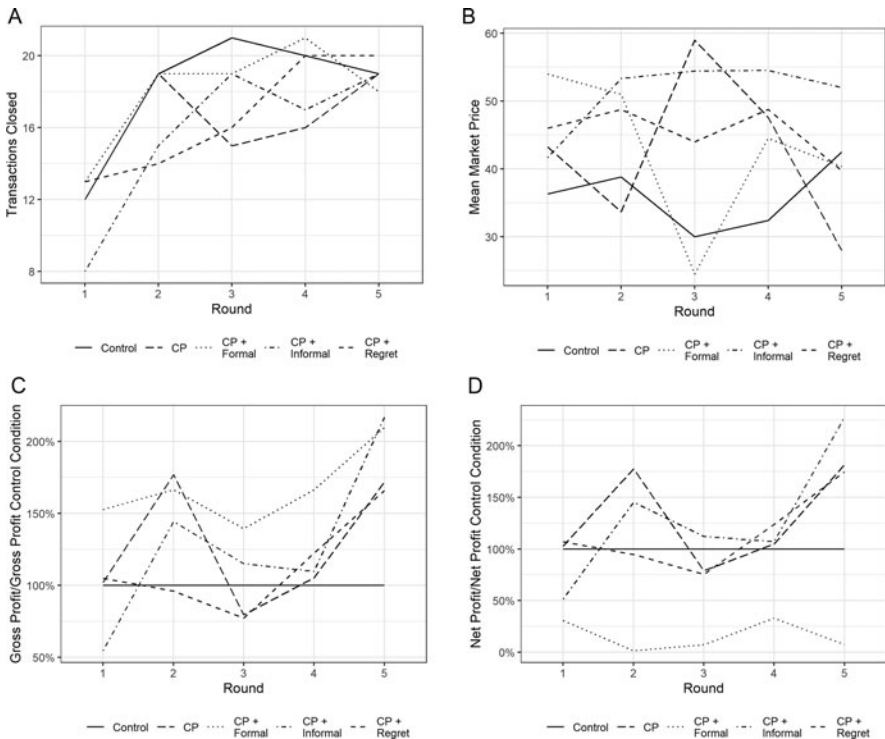 A
Transactions Closed
20
16
12
8
1 2 3 4 5
Round
Control CP CP + Formal CP + Informal CP + Regret
B
Mean Market Price
60
50
40
30
1 2 3 4 5
Round
Control CP CP + Formal CP + Informal CP + Regret
C
Gross Profit/Gross Profit Control Condition
200%
150%
100%
50%
1 2 3 4 5
Round
Control CP CP + Formal CP + Informal CP + Regret
D
Net Profit/Net Profit Control Condition
200%
150%
100%
50%
0%
1 2 3 4 5
Round
Control CP CP + Formal CP + Informal CP + Regret